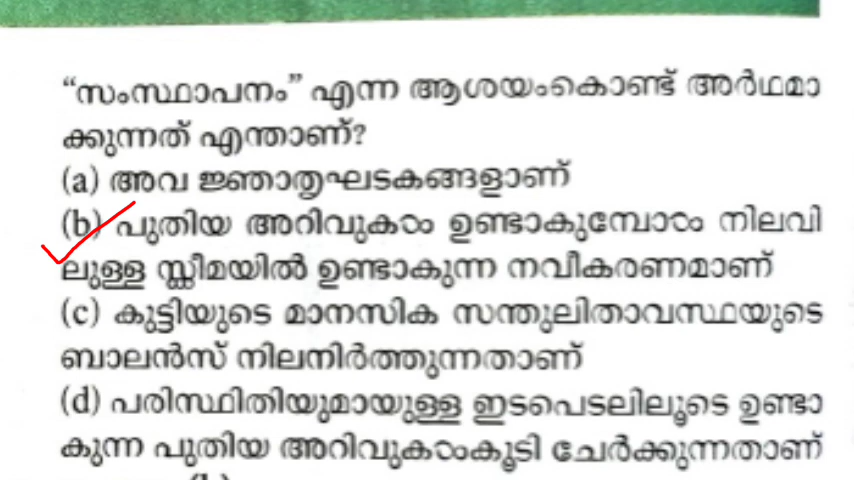 “സംസ്ഥാപനം” എന്ന ആശയംകൊണ്ട് അർഥമാ
ക്കുന്നത് എന്താണ്?
(a) അവ ജ്ഞാതൃഘടകങ്ങളാണ്
(b) പുതിയ അറിവുകൾ ഉണ്ടാകുമ്പോൾ നിലവി
ലുള്ള സ്കീമയിൽ ഉണ്ടാകുന്ന നവീകരണമാണ്
(c) കുട്ടിയുടെ മാനസിക സന്തുലിതാവസ്ഥയുടെ
ബാലൻസ് നിലനിർത്തുന്നതാണ്
(d) പരിസ്ഥിതിയുമായുള്ള ഇടപെടലിലൂടെ ഉണ്ടാ
കുന്ന പുതിയ അറിവുകൾകൂടി ചേർക്കുന്നതാണ്